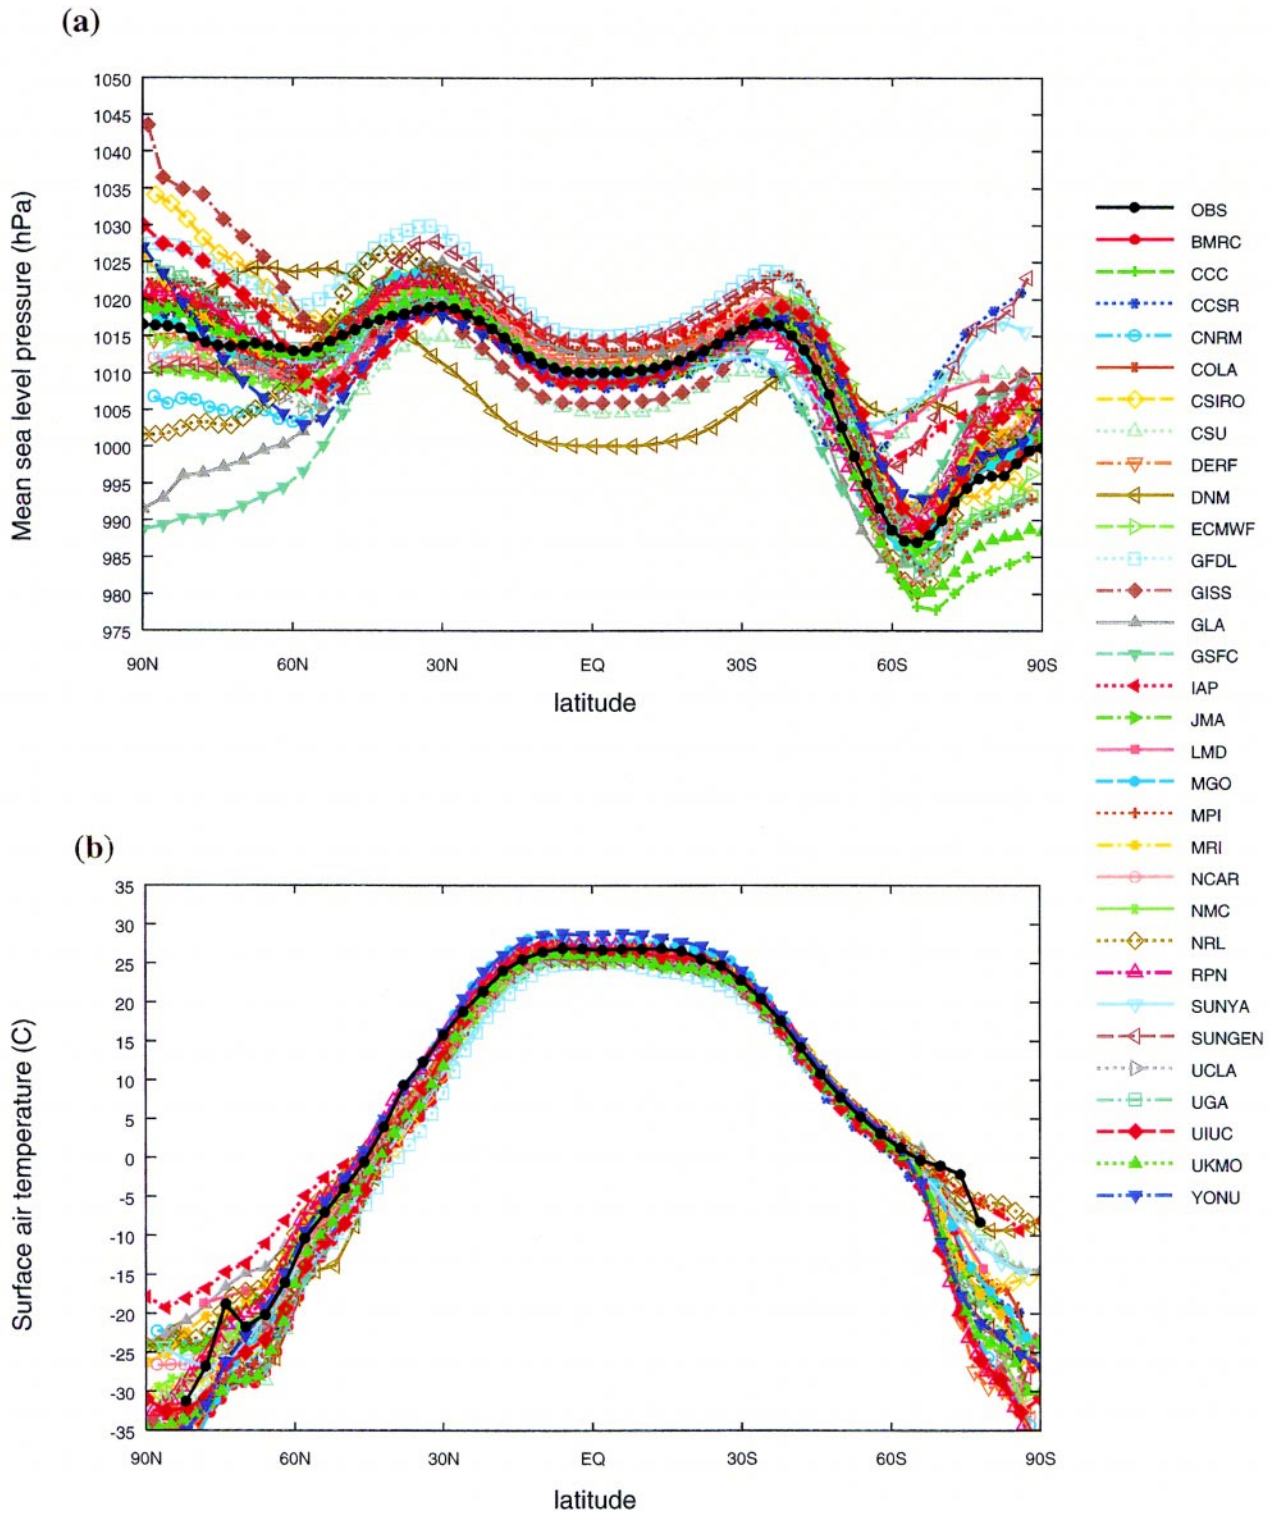 (a)
1050
1045
1040
1035
1030
1025
1020
1015
1010
1005
1000
995
990
985
980
975
Mean sea level pressure (hPa)
90N 60N 30N EQ 30S 60S 90S
latitude
OBS
BMRC
CCC
CCSR
CNRM
COLA
CSIRO
CSU
DERF
DNM
ECMWF
GFDL
GISS
GLA
GSFC
IAP
JMA
LMD
MGO
MPI
MRI
NCAR
NMC
NRL
RPN
SUNYA
SUNGEN
UCLA
UGA
UIUC
UKMO
YONU
(b)
35
30
25
20
15
10
5
0
-5
-10
-15
-20
-25
-30
-35
Surface air temperature (C)
90N 60N 30N EQ 30S 60S 90S
latitude